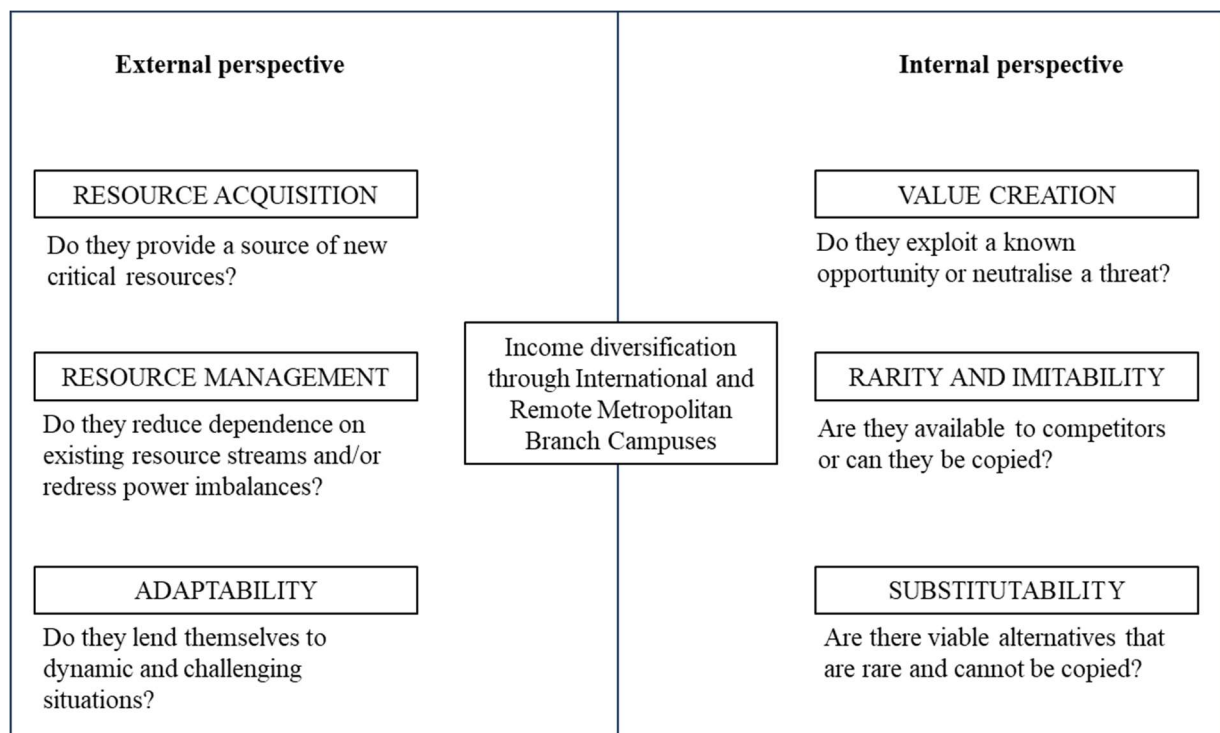 External perspective
RESOURCE ACQUISITION
Do they provide a source of new
critical resources?
RESOURCE MANAGEMENT
Do they reduce dependence on
existing resource streams and/or
redress power imbalances?
ADAPTABILITY
Do they lend themselves to
dynamic and challenging
situations?
Income diversification
through International and
Remote Metropolitan
Branch Campuses
Internal perspective
VALUE CREATION
Do they exploit a known
opportunity or neutralise a threat?
RARITY AND IMITABILITY
Are they available to competitors
or can they be copied?
SUBSTITUTABILITY
Are there viable alternatives that
are rare and cannot be copied?